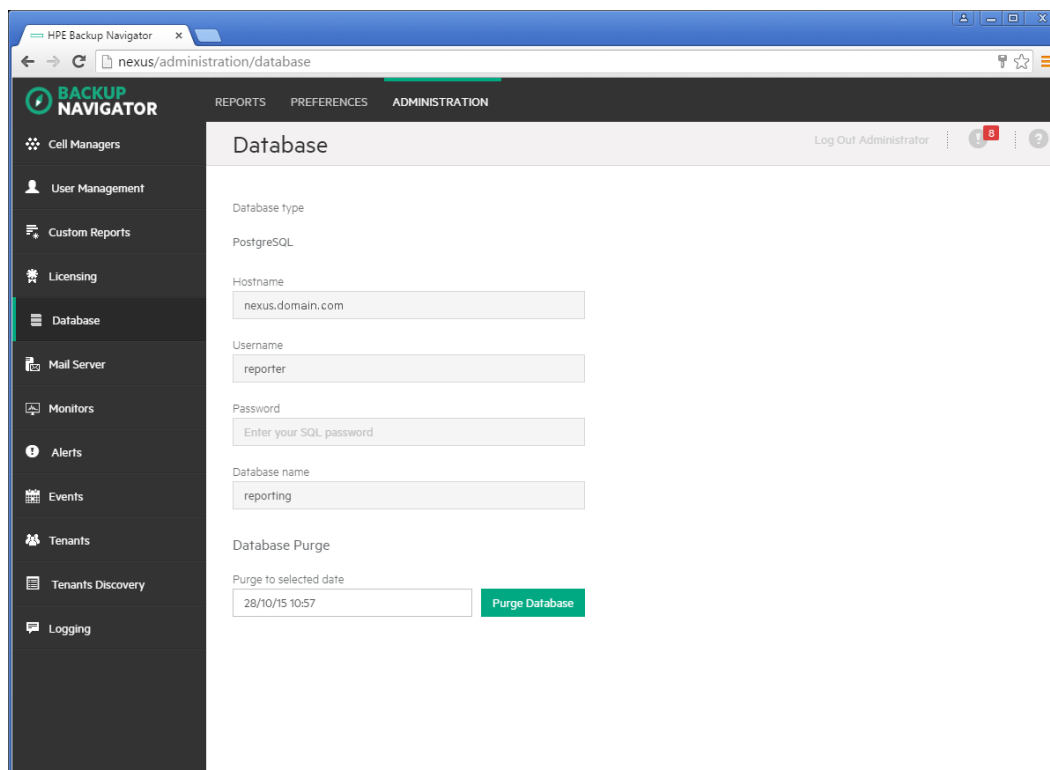 HPE Backup Navigator
nexus/administration/database
BACKUP
NAVIGATOR
REPORTS PREFERENCES ADMINISTRATION
Cell Managers
User Management
Custom Reports
Licensing
Database
Mail Server
Monitors
Alerts
Events
Tenants
Tenants Discovery
Logging
Database
Log Out Administrator
8
Database type
PostgreSQL
Hostname
nexus.domain.com
Username
reporter
Password
Enter your SQL password
Database name
reporting
Database Purge
Purge to selected date
28/10/15 10:57
Purge Database